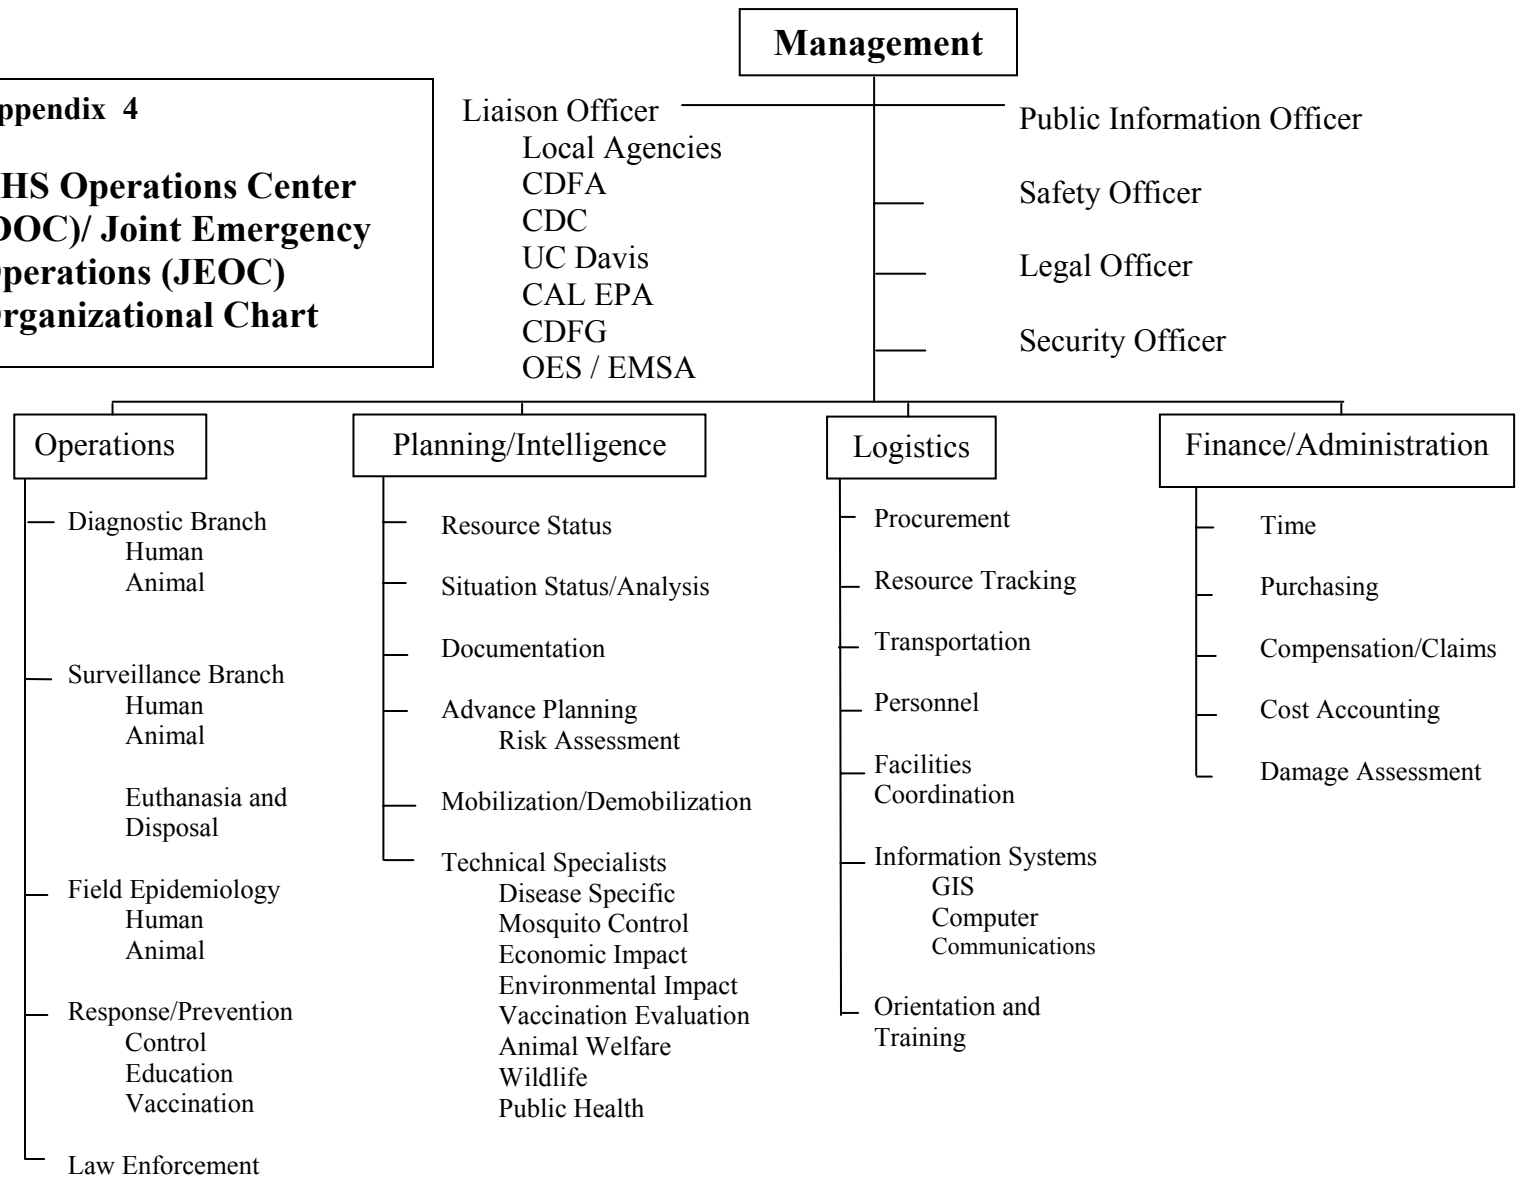 Management
ppendix 4
HS Operations Center
OC)/ Joint Emergency
perations (JEOC)
rganizational Chart
Liaison Officer
Local Agencies
CDFA
CDC
UC Davis
CAL EPA
CDFG
OES / EMSA
Public Information Officer
Safety Officer
Legal Officer
Security Officer
Operations
Diagnostic Branch
Human
Animal
Surveillance Branch
Human
Animal
Euthanasia and
Disposal
Field Epidemiology
Human
Animal
Response/Prevention
Control
Education
Vaccination
Law Enforcement
Planning/Intelligence
Resource Status
Situation Status/Analysis
Documentation
Advance Planning
Risk Assessment
Mobilization/Demobilization
Technical Specialists
Disease Specific
Mosquito Control
Economic Impact
Environmental Impact
Vaccination Evaluation
Animal Welfare
Wildlife
Public Health
Logistics
Procurement
Resource Tracking
Transportation
Personnel
Facilities
Coordination
Information Systems
GIS
Computer
Communications
Orientation and
Training
Finance/Administration
Time
Purchasing
Compensation/Claims
Cost Accounting
Damage Assessment